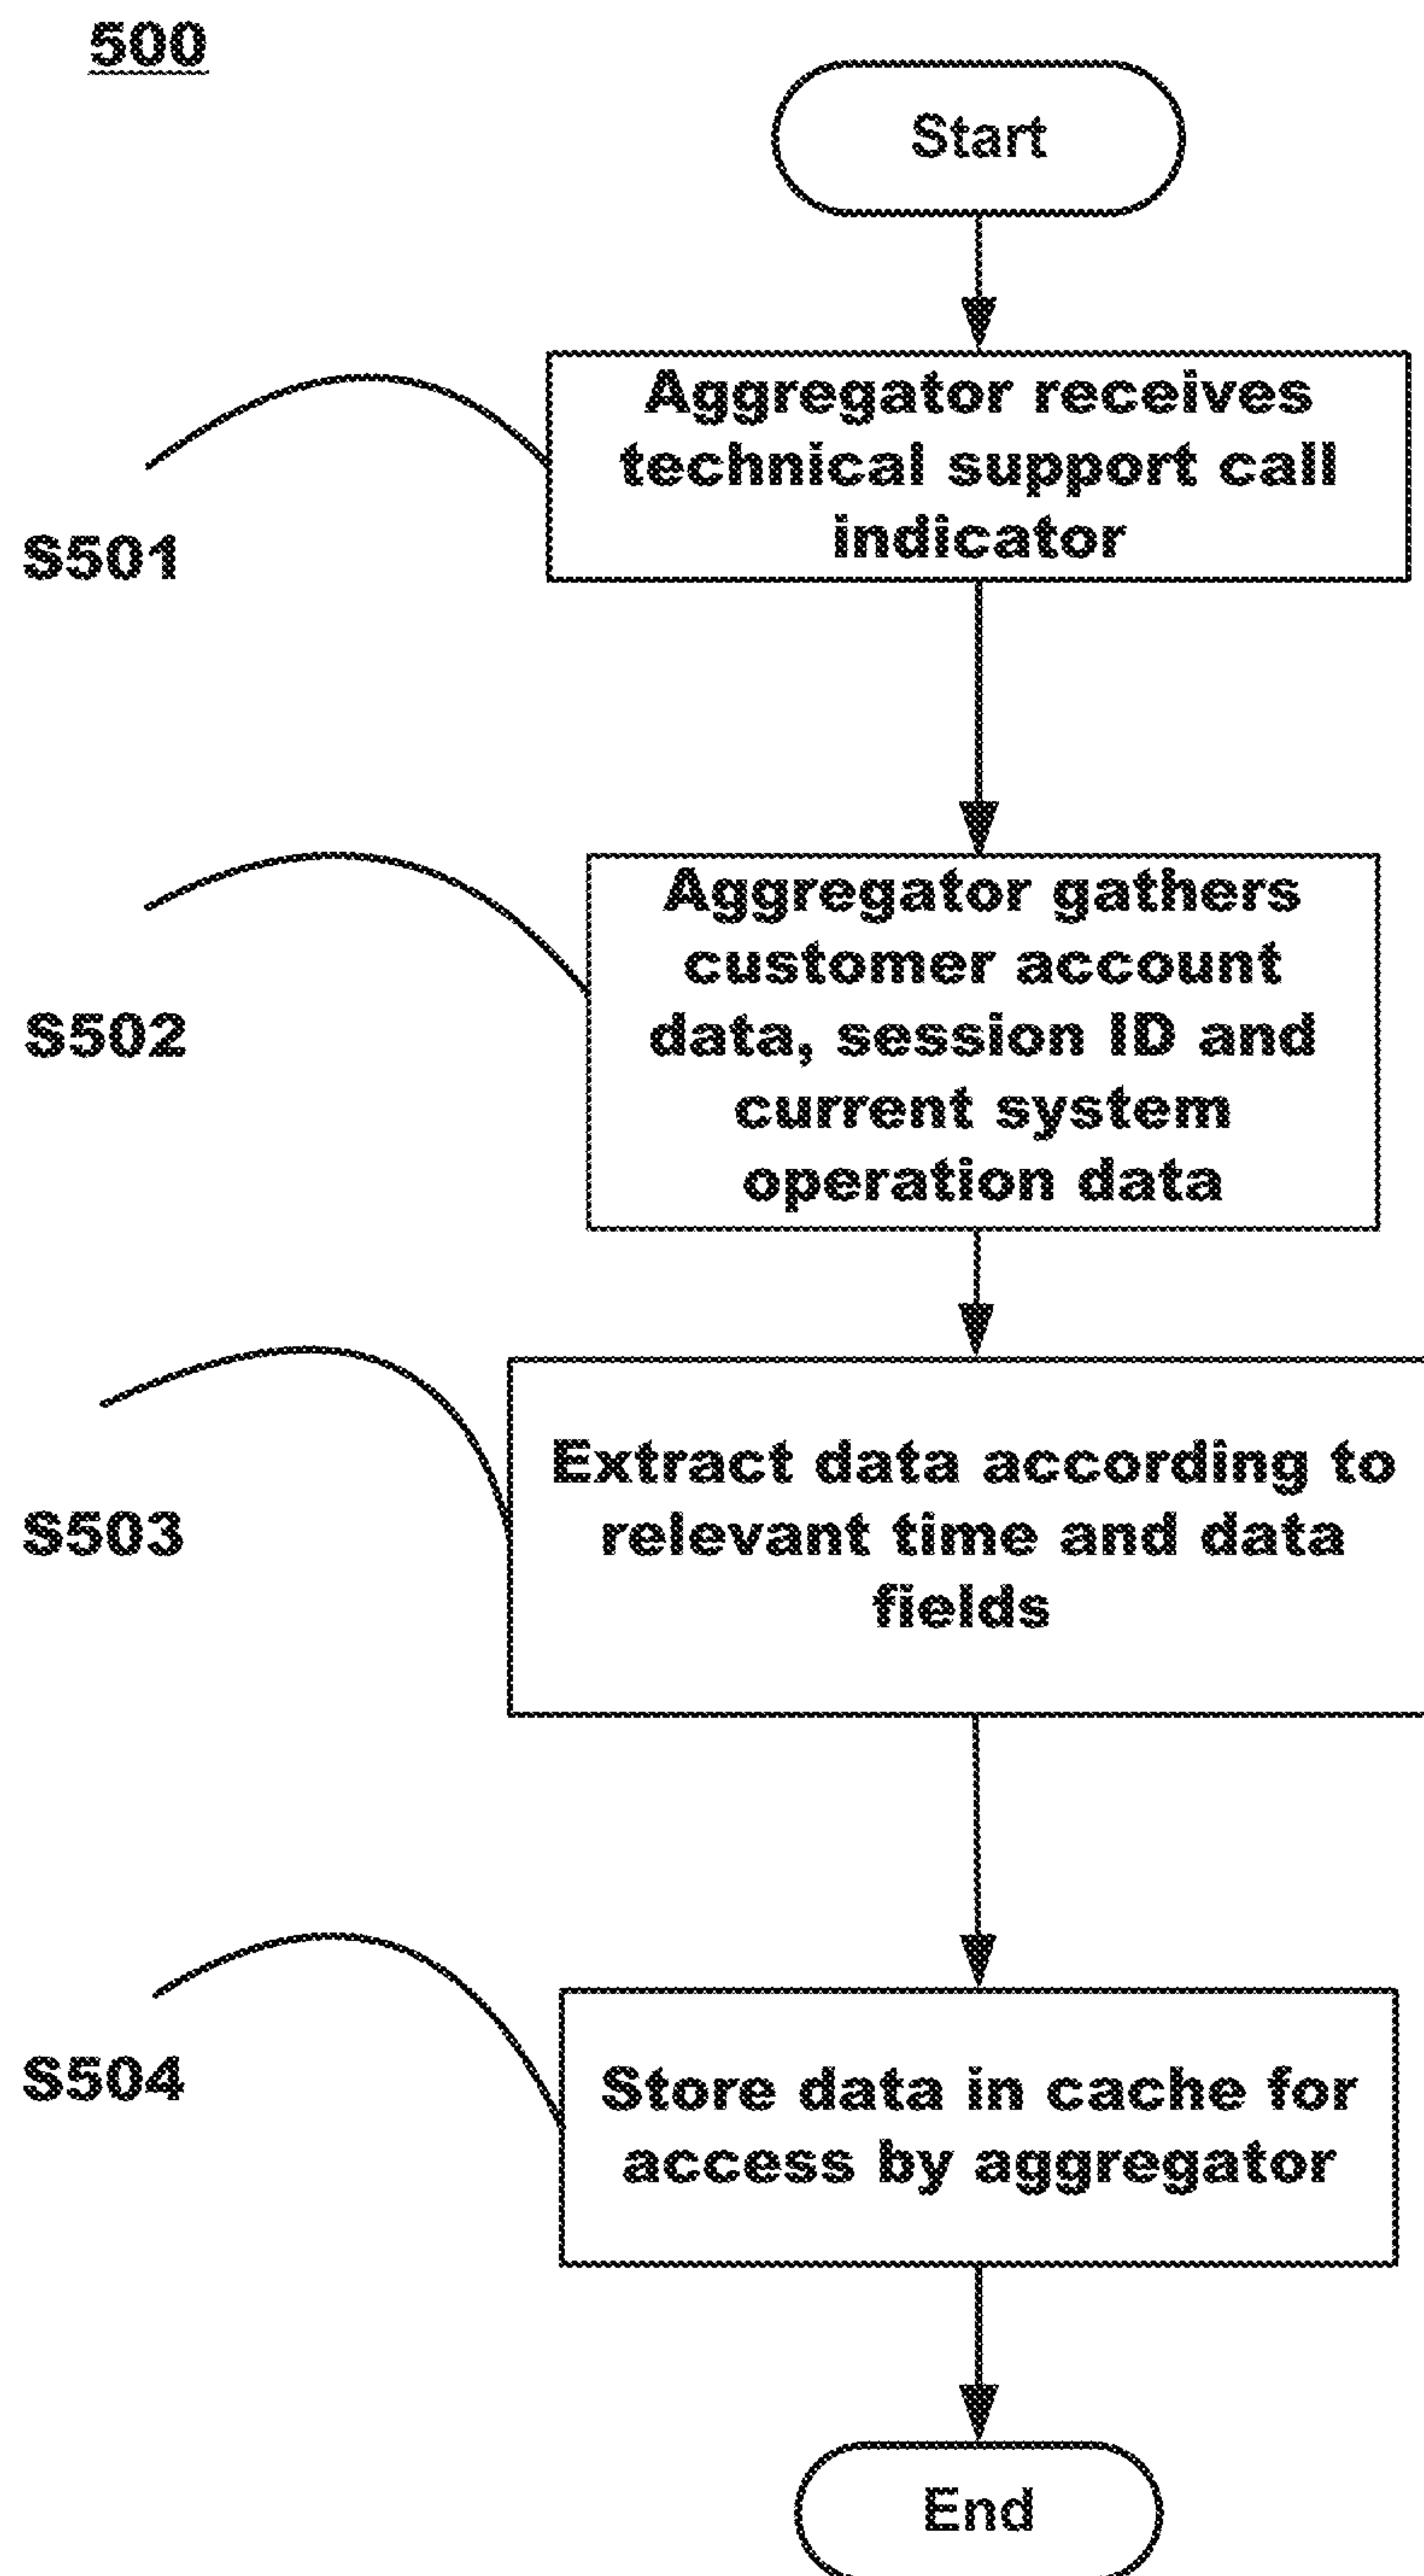 500
Start
Aggregator receives
technical support call
indicator
S501
Aggregator gathers
customer account
data, session ID and
current system
operation data
S502
Extract data according to
relevant time and data
fields
S503
Store data in cache for
access by aggregator
S504
End